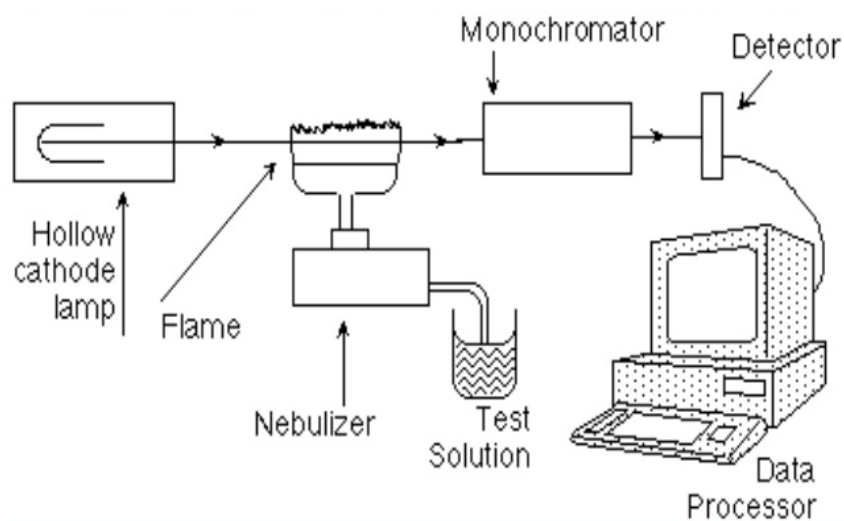 Monochromator
Detector
Hollow
cathode
lamp
Flame
Nebulizer
Test
Solution
Data
Processor